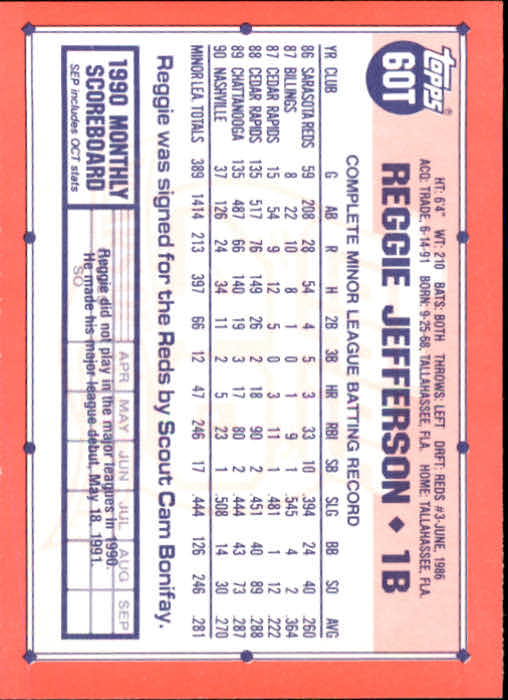 topps®
60T
REGGIE JEFFERSON ♦ 1B
HT: 6'4" WT: 210 BATS: BOTH THROWS: LEFT DRFT: REDS #3-JUNE, 1986
ACQ: TRADE, 6-14-91 BORN: 9-25-68, TALLAHASSEE, FLA. HOME: TALLAHASSEE, FLA.
COMPLETE MINOR LEAGUE BATTING RECORD
YR CLUB G AB R H 2B 3B HR RBI SB SLG BB SO AVG
86 SARASOTA REDS 59 208 28 54 4 5 3 33 10 .394 24 40 .260
87 BILLINGS 8 22 10 8 1 0 1 9 1 .545 4 2 .364
87 CEDAR RAPIDS 15 54 9 12 5 0 3 11 1 .481 1 12 .222
88 CEDAR RAPIDS 135 517 76 149 26 2 18 90 2 .451 40 89 .288
89 CHATTANOOGA 135 487 66 140 19 3 17 80 2 .444 43 73 .287
90 NASHVILLE 37 126 24 34 11 2 5 23 1 .508 14 30 .270
MINOR LEA. TOTALS 389 1414 213 397 66 12 47 246 17 .444 126 246 .281
Reggie was signed for the Reds by Scout Cam Bonifay.
1990 MONTHLY
SCOREBOARD
SEP includes OCT stats
APR MAY JUN JUL AUG SEP
Reggie did not play in the major leagues in 1990.
He made his major league debut, May 18, 1991.
SO